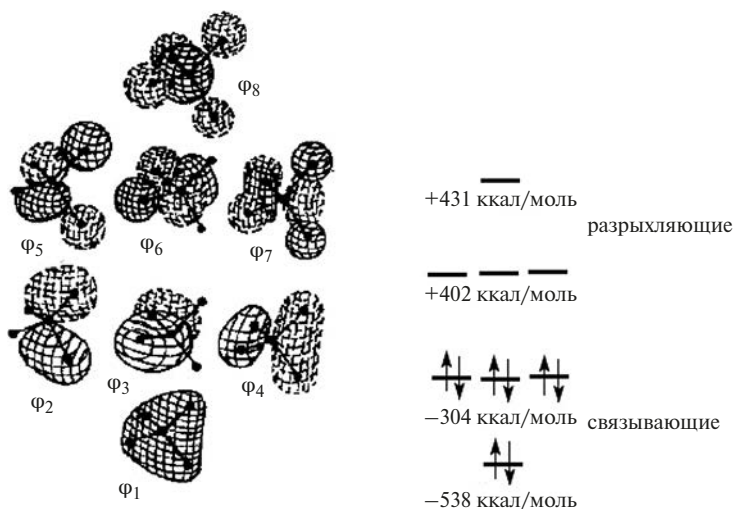 φ8
φ5
φ6
φ7
φ2
φ3
φ4
φ1
+431 ккал/моль
разрыхляющие
+402 ккал/моль
−304 ккал/моль
связывающие
−538 ккал/моль